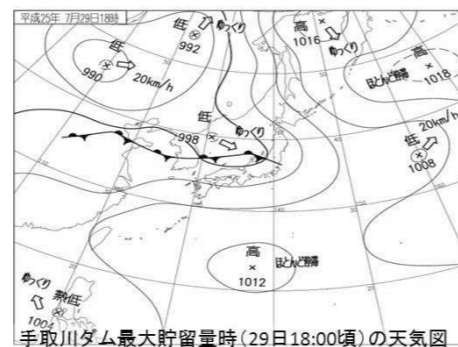 平成25年 7月29日18時
低
992
ゆっくり
高
1016
ゆっくり
低
990
20km/h
高
1018
ほとんど停滞
低
998
ゆっくり
20km/h
低
1008
高
1012
ほとんど停滞
ゆっくり
熱低
1004
手取川ダム最大貯留量時(29日18:00頃)の天気図